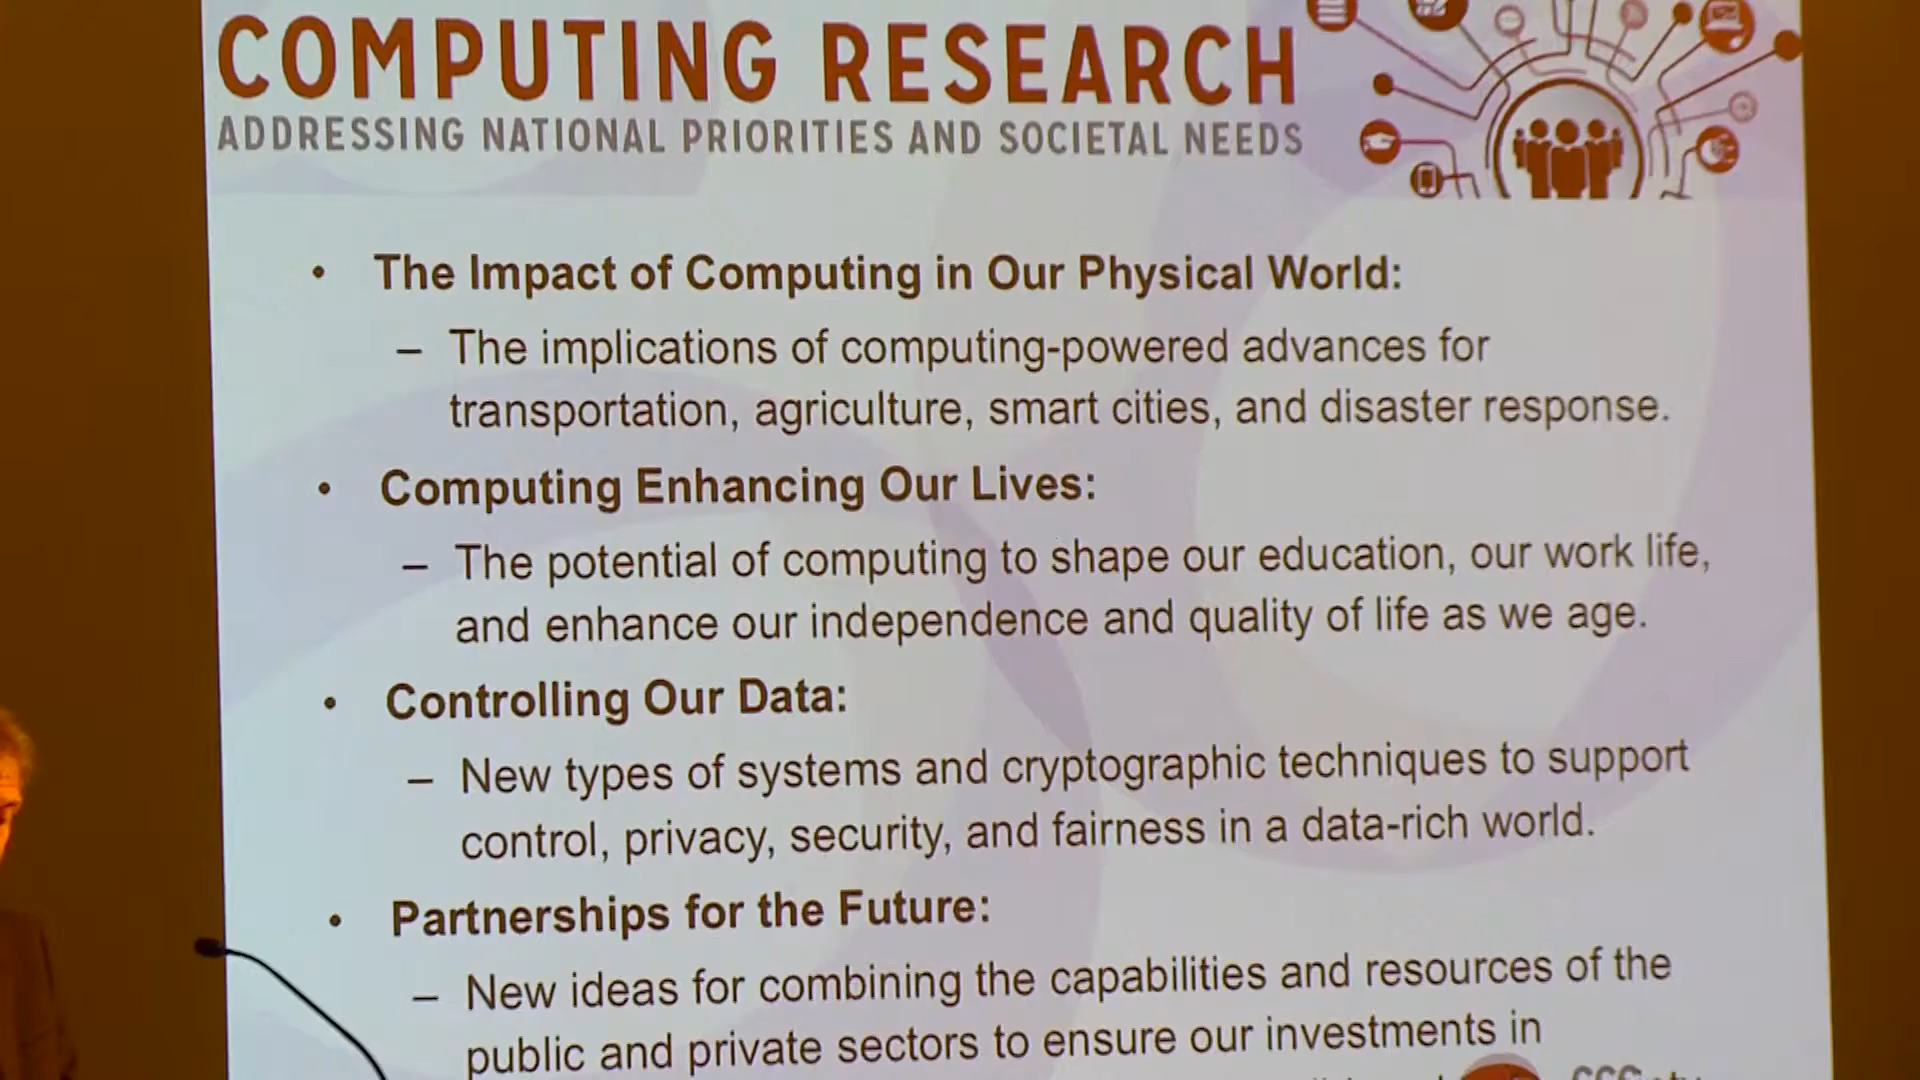 COMPUTING RESEARCH
ADDRESSING NATIONAL PRIORITIES AND SOCIETAL NEEDS
• The Impact of Computing in Our Physical World:
– The implications of computing-powered advances for
transportation, agriculture, smart cities, and disaster response.
• Computing Enhancing Our Lives:
– The potential of computing to shape our education, our work life,
and enhance our independence and quality of life as we age.
• Controlling Our Data:
– New types of systems and cryptographic techniques to support
control, privacy, security, and fairness in a data-rich world.
• Partnerships for the Future:
– New ideas for combining the capabilities and resources of the
public and private sectors to ensure our investments in